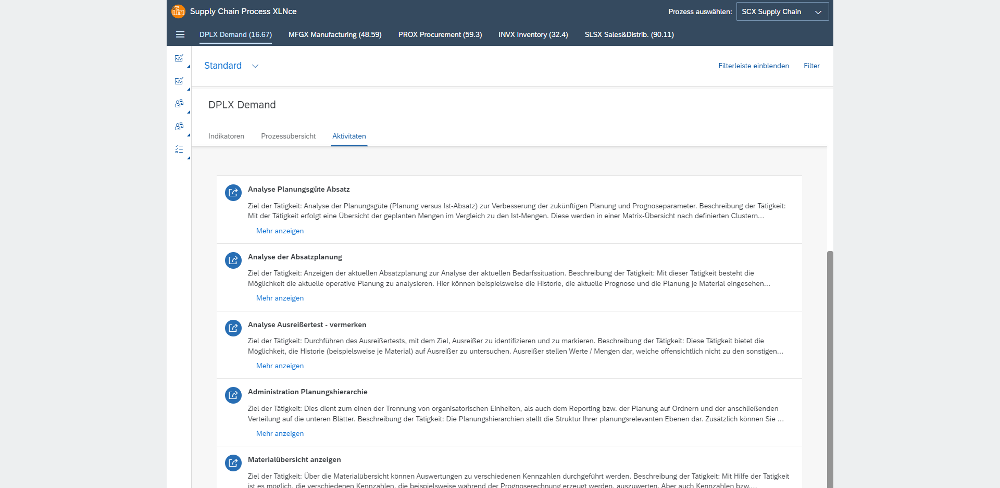 ifm
Supply Chain Process XLNce
Prozess auswählen:
SCX Supply Chain
DPLX Demand (16.67)
MFGX Manufacturing (48.59)
PROX Procurement (59.3)
INVX Inventory (32.4)
SLSX Sales&Distrib. (90.11)
Standard
Filterleiste einblenden
Filter
DPLX Demand
Indikatoren
Prozessübersicht
Aktivitäten
Analyse Planungsgüte Absatz
Ziel der Tätigkeit: Analyse der Planungsgüte (Planung versus Ist-Absatz) zur Verbesserung der zukünftigen Planung und Prognoseparameter. Beschreibung der Tätigkeit:
Mit der Tätigkeit erfolgt eine Übersicht der geplanten Mengen im Vergleich zu den Ist-Mengen. Diese werden in einer Matrix-Übersicht nach definierten Clustern...
Mehr anzeigen
Analyse der Absatzplanung
Ziel der Tätigkeit: Anzeigen der aktuellen Absatzplanung zur Analyse der aktuellen Bedarfssituation. Beschreibung der Tätigkeit: Mit dieser Tätigkeit besteht die
Möglichkeit die aktuelle operative Planung zu analysieren. Hier können beispielsweise die Historie, die aktuelle Prognose und die Planung je Material eingesehen...
Mehr anzeigen
Analyse Ausreißertest - vermerken
Ziel der Tätigkeit: Durchführen des Ausreißertests, mit dem Ziel, Ausreißer zu identifizieren und zu markieren. Beschreibung der Tätigkeit: Diese Tätigkeit bietet die
Möglichkeit, die Historie (beispielsweise je Material) auf Ausreißer zu untersuchen. Ausreißer stellen Werte / Mengen dar, welche offensichtlich nicht zu den sonstigen...
Mehr anzeigen
Administration Planungshierarchie
Ziel der Tätigkeit: Dies dient zum einen der Trennung von organisatorischen Einheiten, als auch dem Reporting bzw. der Planung auf Ordnern und der anschließenden
Verteilung auf die unteren Blätter. Beschreibung der Tätigkeit: Die Planungshierarchien stellt die Struktur Ihrer planungsrelevanten Ebenen dar. Zusätzlich können Sie ...
Mehr anzeigen
Materialübersicht anzeigen
Ziel der Tätigkeit: Über die Materialübersicht können Auswertungen zu verschiedenen Kennzahlen durchgeführt werden. Beschreibung der Tätigkeit: Mit Hilfe der Tätigkeit
ist es möglich, die verschiedenen Kennzahlen, die beispielsweise während der Prognoserechnung erzeugt werden, auszuwerten. Aber auch Kennzahlen bzw....